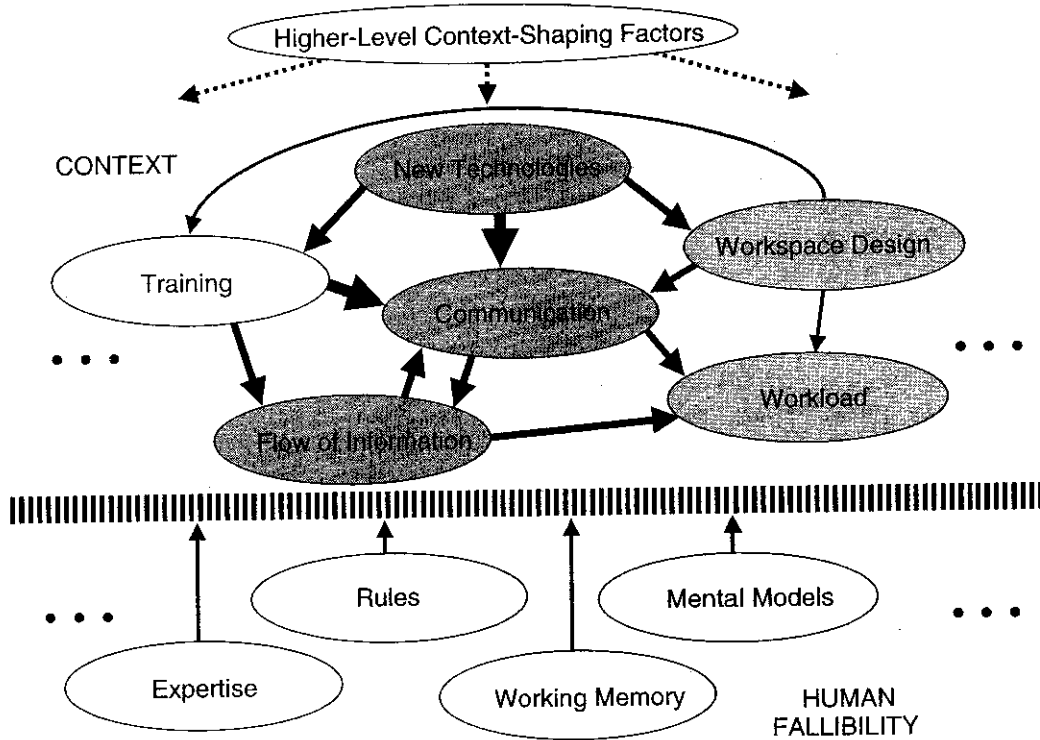 Higher-Level Context-Shaping Factors
CONTEXT
New Technologies
Workspace Design
Training
Communication
• • •
• • •
Workload
Flow of Information
Rules
Mental Models
• • •
• • •
Expertise
Working Memory
HUMAN
FALLIBILITY